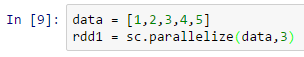 In [9]: data = [1,2,3,4,5]
rdd1 = sc.parallelize(data,3)